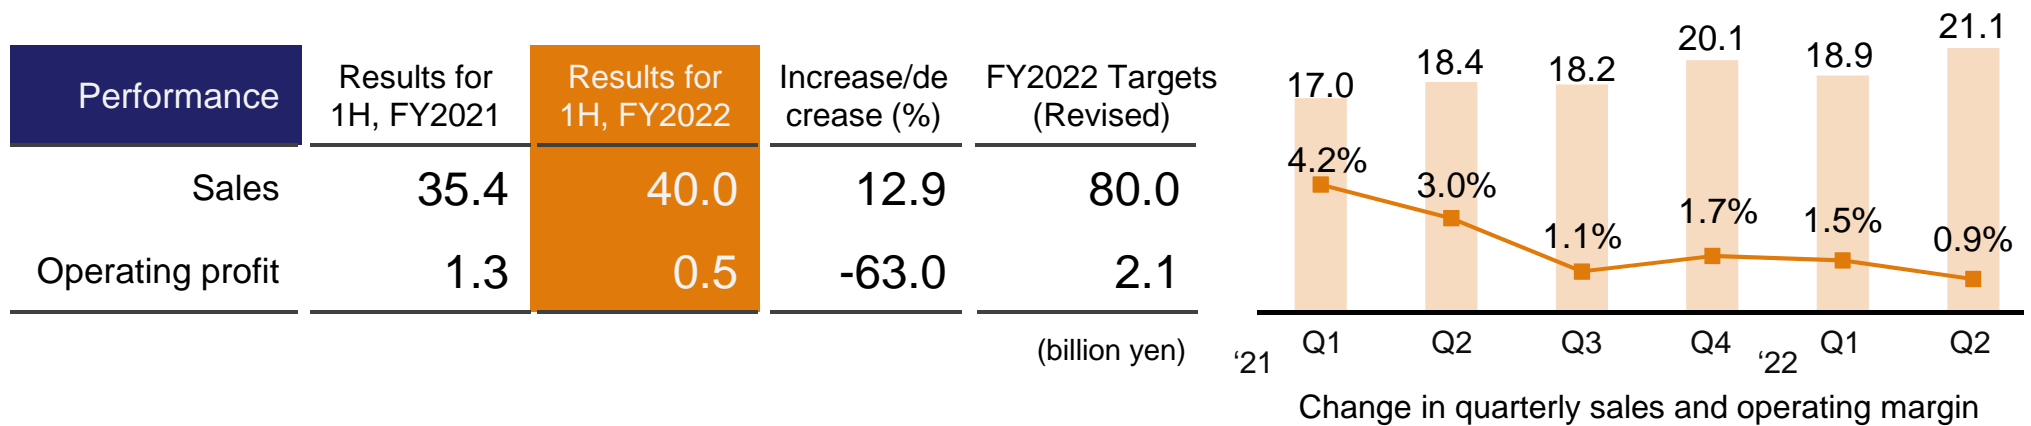 Performance
Results for
1H, FY2021
Results for
1H, FY2022
Increase/de
crease (%)
FY2022 Targets
(Revised)
Sales 35.4 40.0 12.9 80.0
Operating profit 1.3 0.5 -63.0 2.1
(billion yen)
17.0 18.4 18.2 20.1 18.9 21.1
4.2% 3.0% 1.1% 1.7% 1.5% 0.9%
‘21 Q1 Q2 Q3 Q4 ‘22 Q1 Q2
Change in quarterly sales and operating margin